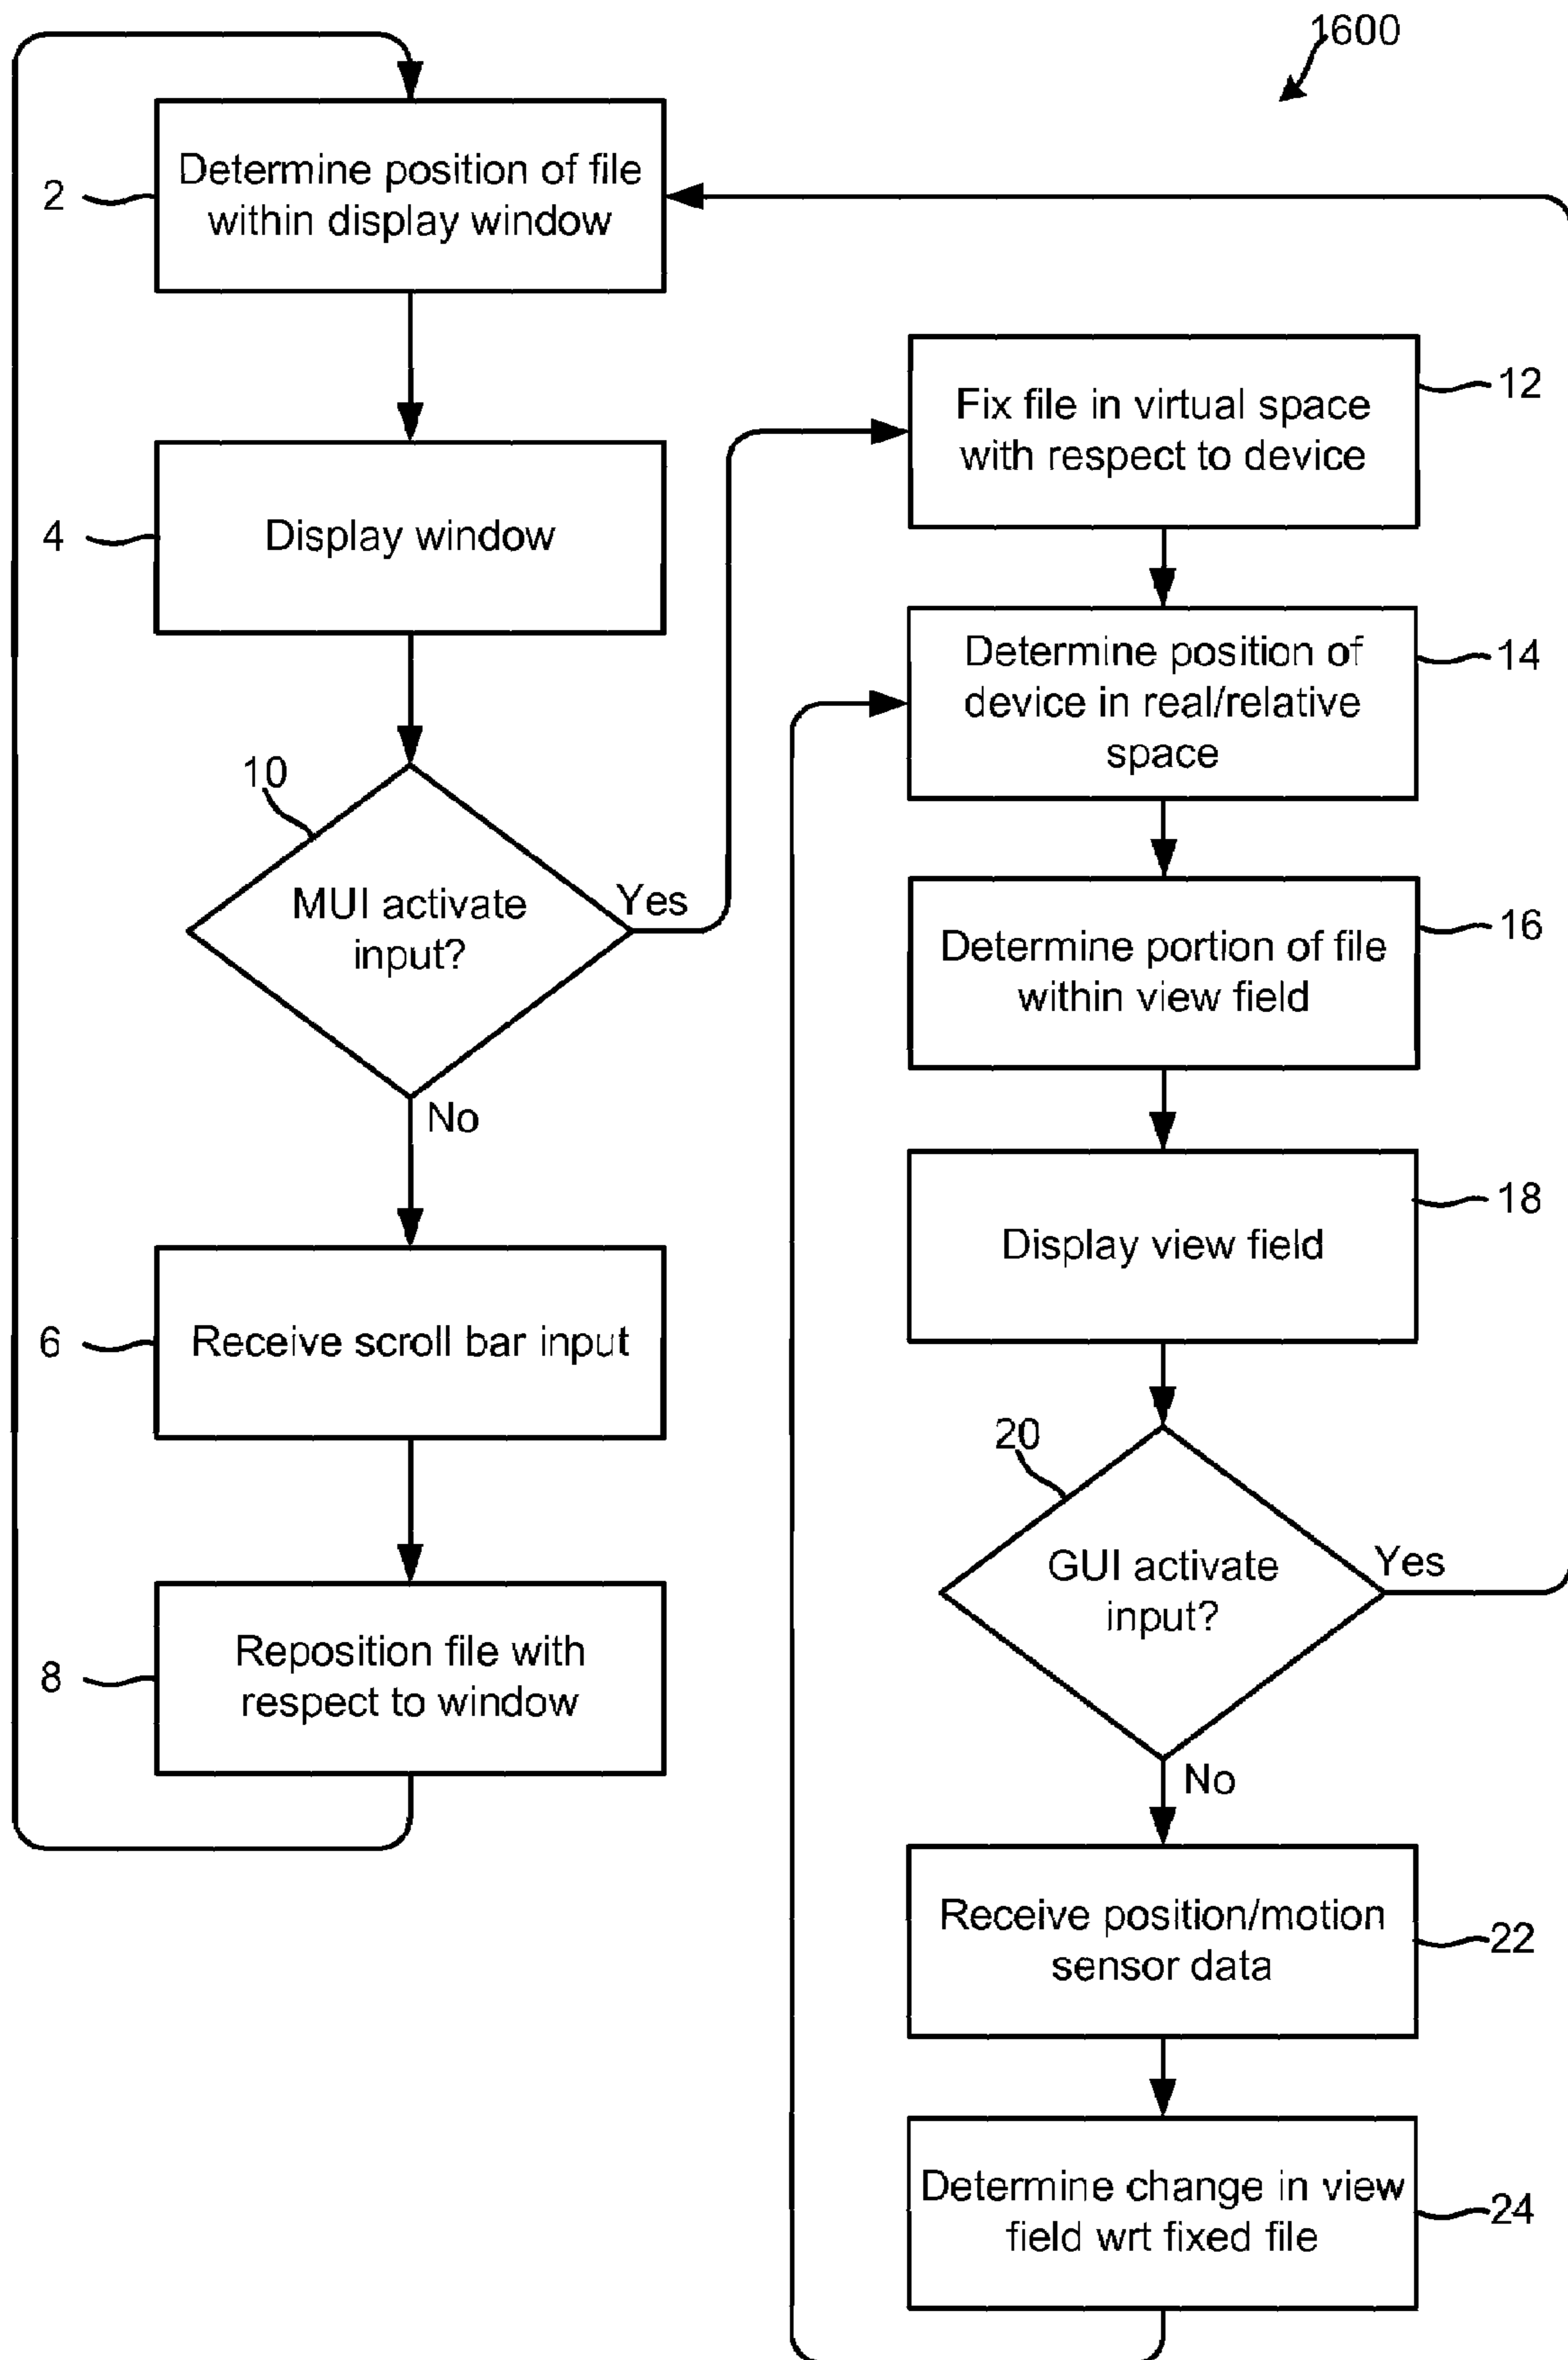 1600
2
Determine position of file
within display window
4
Display window
10
MUI activate
input?
Yes
No
6
Receive scroll bar input
8
Reposition file with
respect to window
12
Fix file in virtual space
with respect to device
14
Determine position of
device in real/relative
space
16
Determine portion of file
within view field
18
Display view field
20
GUI activate
input?
Yes
No
22
Receive position/motion
sensor data
24
Determine change in view
field wrt fixed file